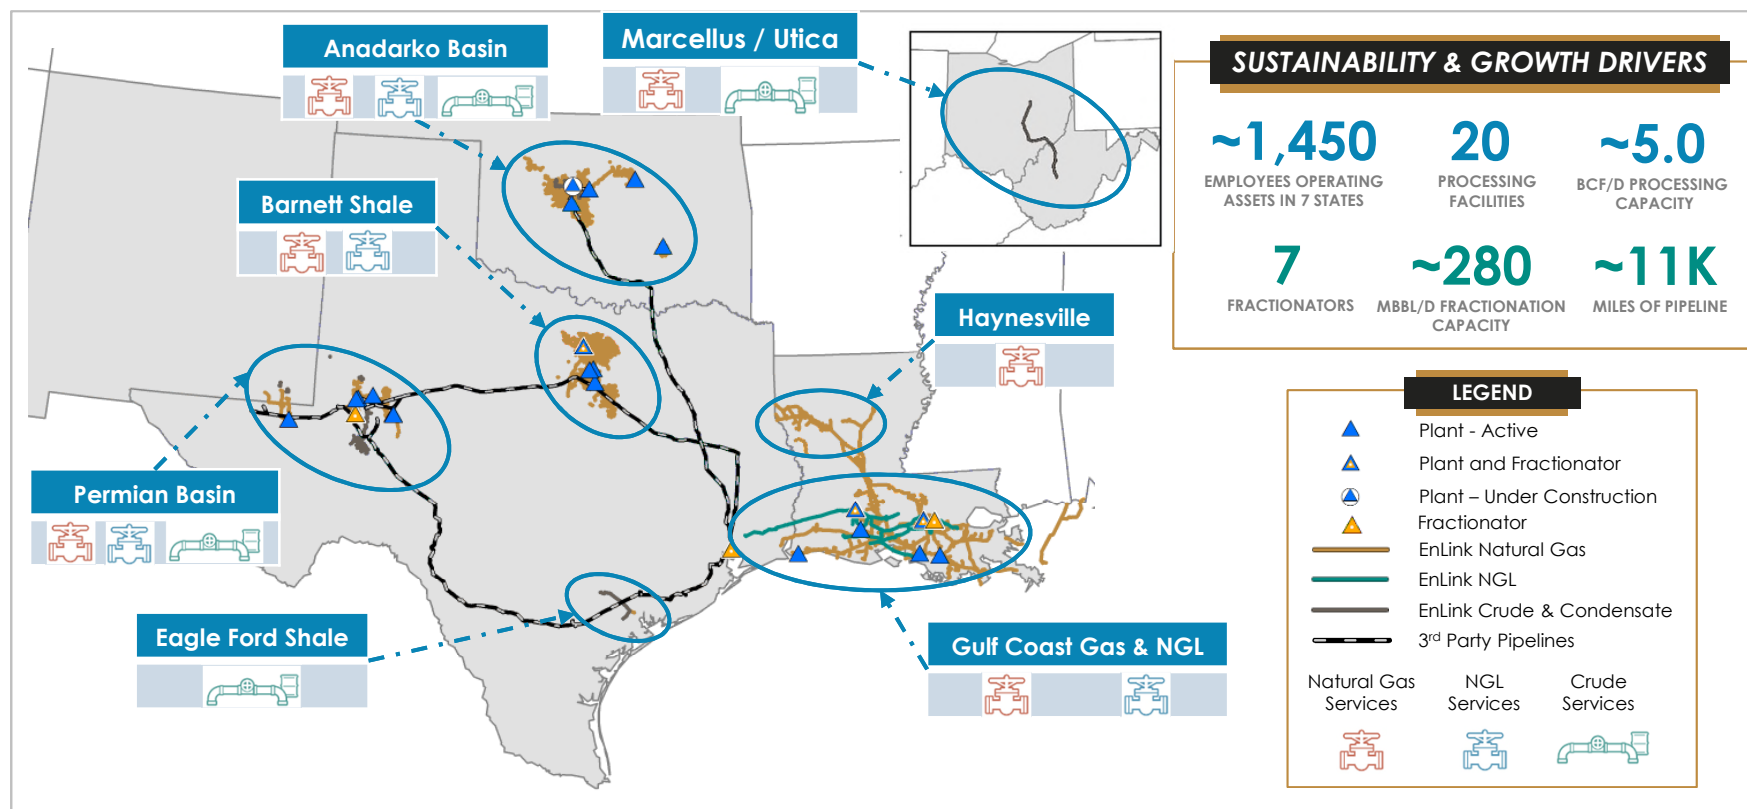 Anadarko Basin
Marcellus / Utica
Barnett Shale
Haynesville
Permian Basin
Eagle Ford Shale
Gulf Coast Gas & NGL
SUSTAINABILITY & GROWTH DRIVERS
~1,450
EMPLOYEES OPERATING
ASSETS IN 7 STATES
20
PROCESSING
FACILITIES
~5.0
BCF/D PROCESSING
CAPACITY
7
FRACTIONATORS
~280
MBBL/D FRACTIONATION
CAPACITY
~11K
MILES OF PIPELINE
LEGEND
Plant - Active
Plant and Fractionator
Plant – Under Construction
Fractionator
EnLink Natural Gas
EnLink NGL
EnLink Crude & Condensate
3rd Party Pipelines
Natural Gas
Services
NGL
Services
Crude
Services